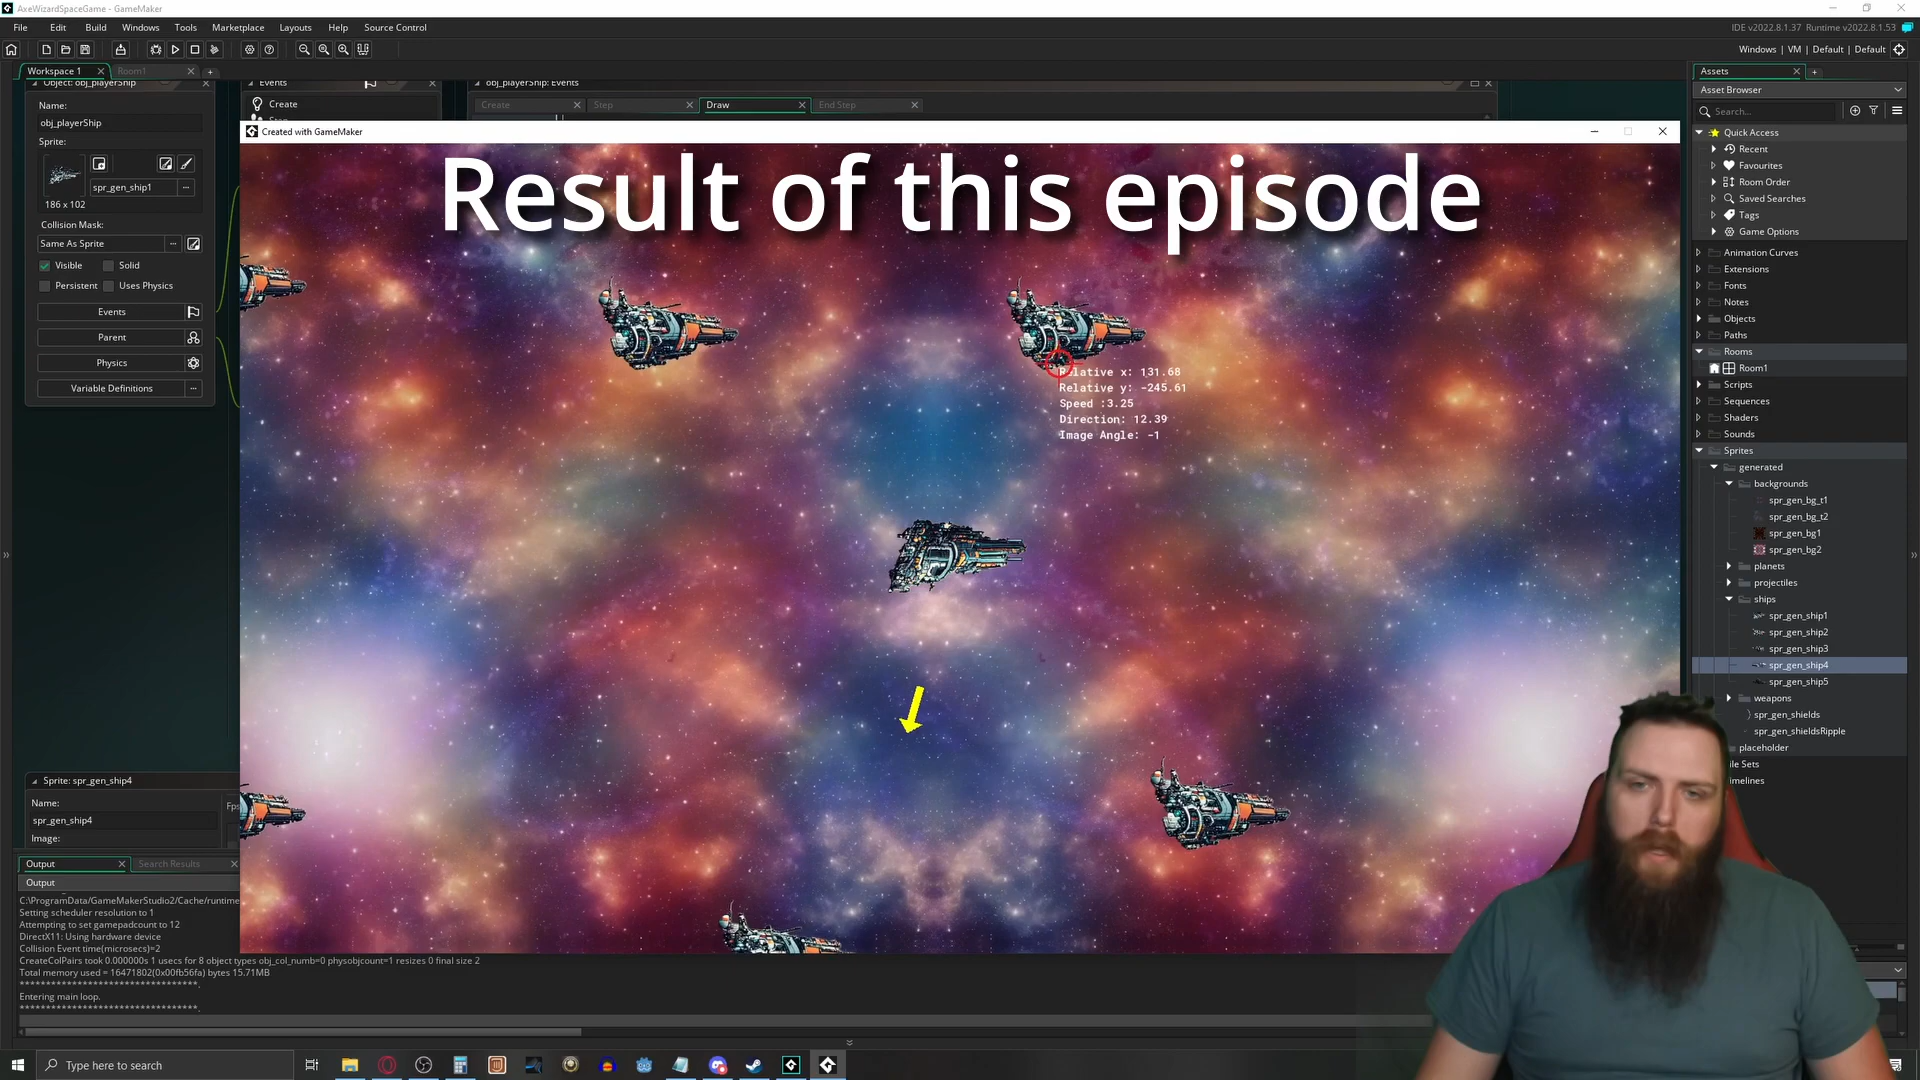 AxeWizardSpaceGame - GameMaker
File Edit Build Windows Tools Marketplace Layouts Help Source Control
IDE v2022.8.1.37 Runtime v2022.8.1.53
Windows | VM | Default | Default
Workspace 1
Room1
Object: obj_playerShip
Name:
obj_playerShip
Sprite:
spr_gen_ship1
186 x 102
Collision Mask:
Same As Sprite
Visible Solid
Persistent Uses Physics
Events
Parent
Physics
Variable Definitions
Events
Create
obj_playerShip: Events
Create Step Draw End Step
Created with GameMaker
Result of this episode
Relative x: 131.68
Relative y: -245.61
Speed :3.25
Direction: 12.39
Image Angle: -1
Sprite: spr_gen_ship4
Name:
spr_gen_ship4
Image:
Output Search Results
Output
C:\ProgramData/GameMakerStudio2/Cache/runtime
Setting scheduler resolution to 1
Attempting to set gamepadcount to 12
DirectX11: Using hardware device
Collision Event time(microsecs)=2
CreateColPairs took 0.000000s 1 usecs for 8 object types obj_col_numb=0 physobjcount=1 resizes 0 final size 2
Total memory used = 16471802(0x00fb56fa) bytes 15.71MB
Entering main loop.
Assets
Asset Browser
Search...
Quick Access
Recent
Favourites
Room Order
Saved Searches
Tags
Game Options
Animation Curves
Extensions
Fonts
Notes
Objects
Paths
Rooms
Room1
Scripts
Sequences
Shaders
Sounds
Sprites
generated
backgrounds
spr_gen_bg_t1
spr_gen_bg_t2
spr_gen_bg1
spr_gen_bg2
planets
projectiles
ships
spr_gen_ship1
spr_gen_ship2
spr_gen_ship3
spr_gen_ship4
spr_gen_ship5
weapons
spr_gen_shields
spr_gen_shieldsRipple
placeholder
Type here to search